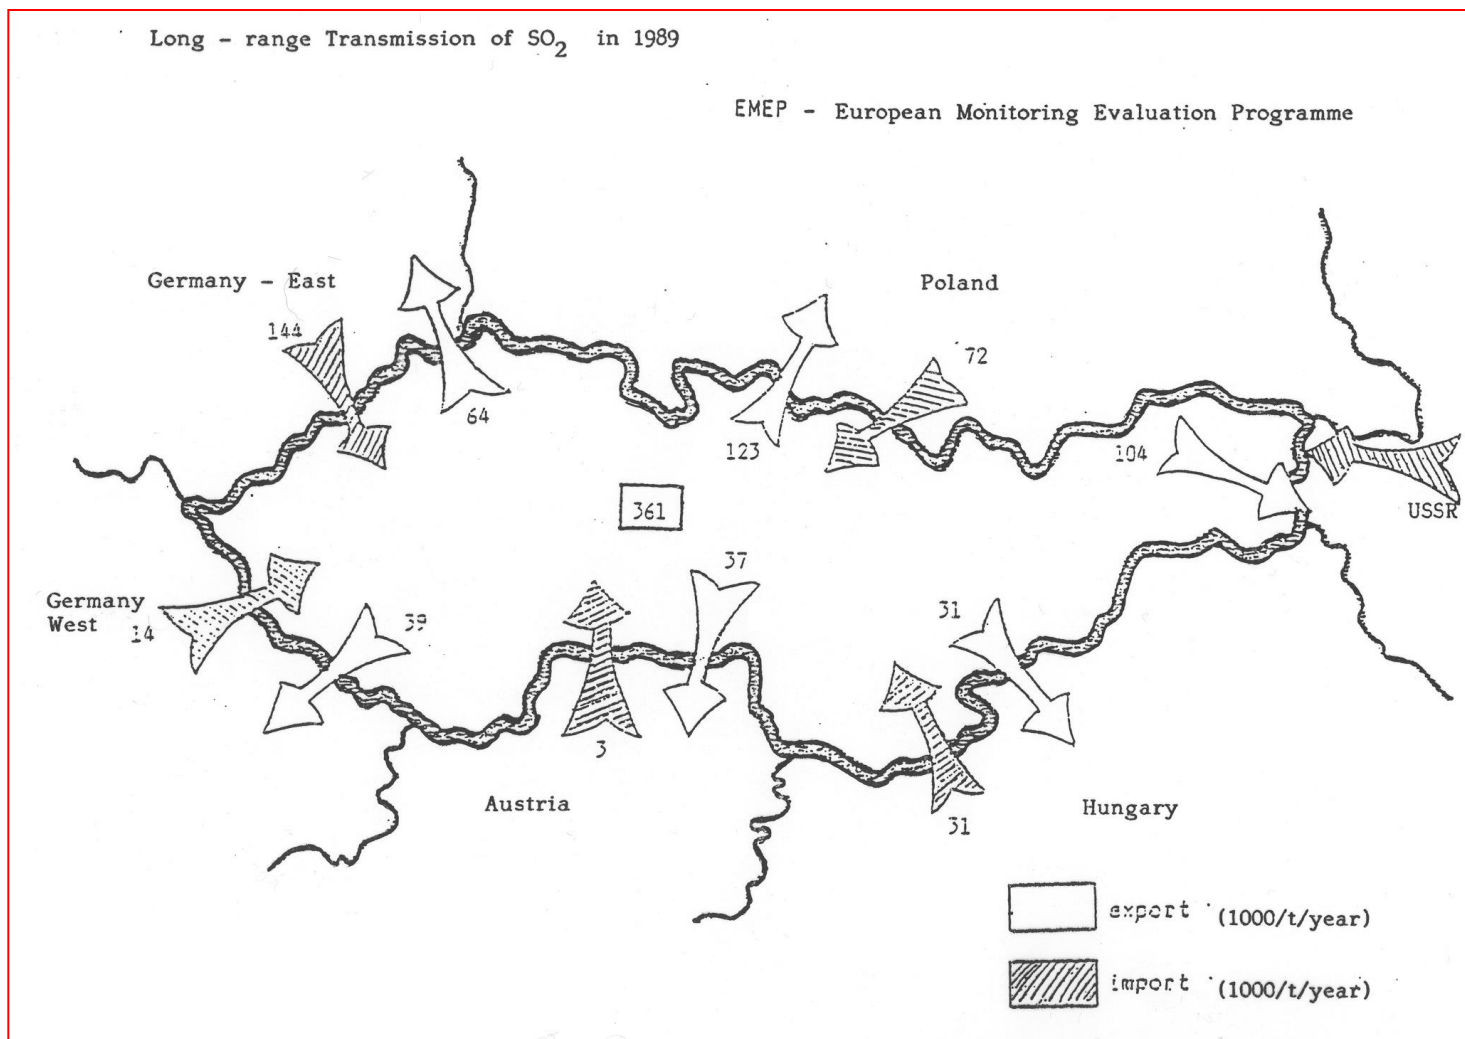 Long - range Transmission of SO2 in 1989
EMEP - European Monitoring Evaluation Programme
Germany - East
Poland
144
72
64
123
104
361
USSR
37
Germany
West
14
39
31
3
Austria
31
Hungary
export (1000/t/year)
import (1000/t/year)